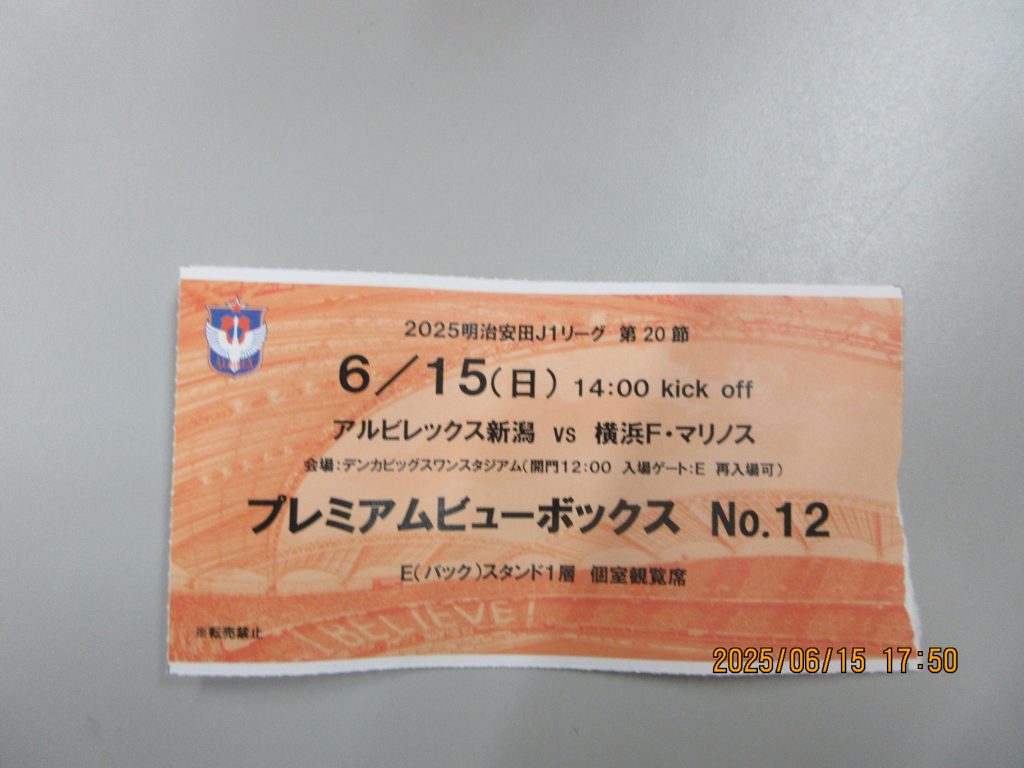 2025明治安田J1リーグ 第20節
6/15(日) 14:00 kick off
アルビレックス新潟 vs 横浜F・マリノス
会場:デンカビッグスワンスタジアム(開門12:00 入場ゲート:E 再入場可)
プレミアムビューボックス No.12
E(バック)スタンド1層 個室観覧席
I BELIEVE!
※転売禁止
2025/06/15 17:50